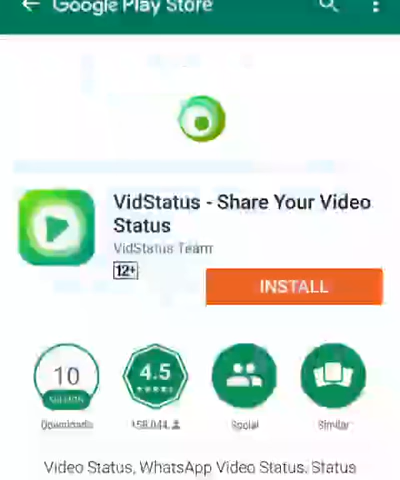 Google Play Store
VidStatus - Share Your Video
Status
VidStatus Team
12+
INSTALL
10
MILLION
4.5
Downloads
Social
Similar
Video Status, WhatsApp Video Status, Status